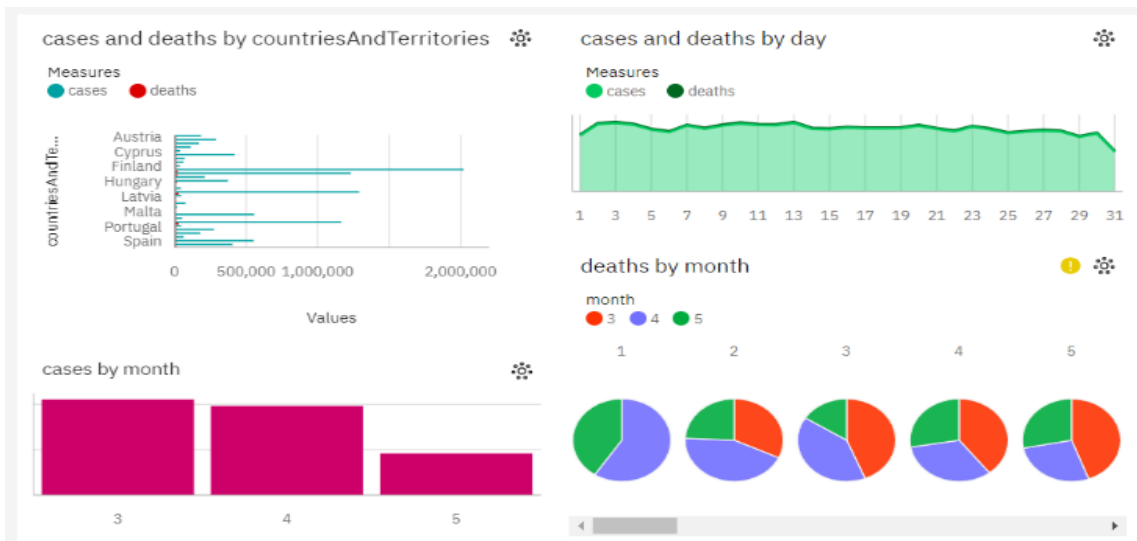 cases and deaths by countriesAndTerritories
Measures
cases deaths
countriesAndTe...
Austria
Cyprus
Finland
Hungary
Latvia
Malta
Portugal
Spain
0 500,000 1,000,000 2,000,000
Values
cases by month
3 4 5
cases and deaths by day
Measures
cases deaths
1 3 5 7 9 11 13 15 17 19 21 23 25 27 29 31
deaths by month
month
3 4 5
1 2 3 4 5